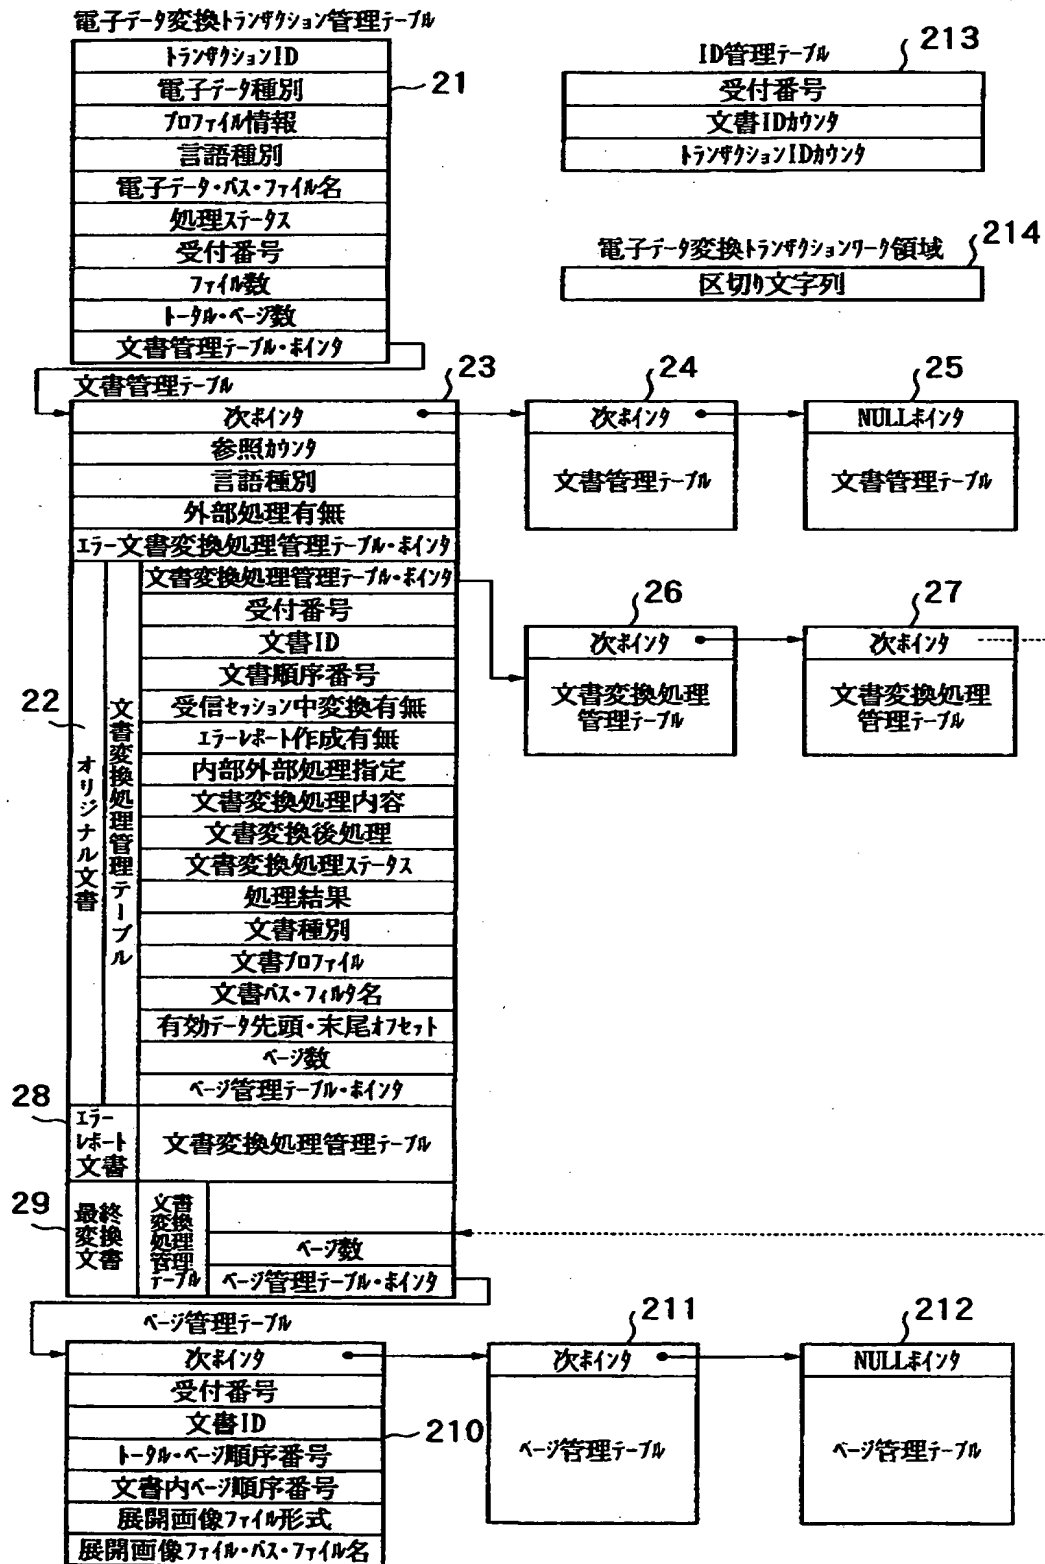 電子データ変換トランザクション管理テーブル
トランザクションID
電子データ種別
プロファイル情報
言語種別
電子データ・パス・ファイル名
処理ステータス
受付番号
ファイル数
トータル・ページ数
文書管理テーブル・ポインタ
21
ID管理テーブル
213
受付番号
文書IDカウンタ
トランザクションIDカウンタ
電子データ変換トランザクションワーク領域
214
区切り文字列
文書管理テーブル
23
次ポインタ
参照カウンタ
言語種別
外部処理有無
エラー文書変換処理管理テーブル・ポインタ
24
次ポインタ
文書管理テーブル
25
NULLポインタ
文書管理テーブル
22
オリジナル文書
文書変換処理管理テーブル
文書変換処理管理テーブル・ポインタ
受付番号
文書ID
文書順序番号
受信セッション中変換有無
エラーレポート作成有無
内部外部処理指定
文書変換処理内容
文書変換後処理
文書変換処理ステータス
処理結果
文書種別
文書プロファイル
文書パス・フィルタ名
有効データ先頭・末尾オフセット
ページ数
ページ管理テーブル・ポインタ
26
次ポインタ
文書変換処理
管理テーブル
27
次ポインタ
文書変換処理
管理テーブル
28
エラー
レポート
文書
文書変換処理管理テーブル
29
最終
変換
文書
文書
変換
処理
管理
テーブル
ページ数
ページ管理テーブル・ポインタ
ページ管理テーブル
次ポインタ
受付番号
文書ID
トータル・ページ順序番号
文書内ページ順序番号
展開画像ファイル形式
展開画像ファイル・パス・ファイル名
210
211
次ポインタ
ページ管理テーブル
212
NULLポインタ
ページ管理テーブル